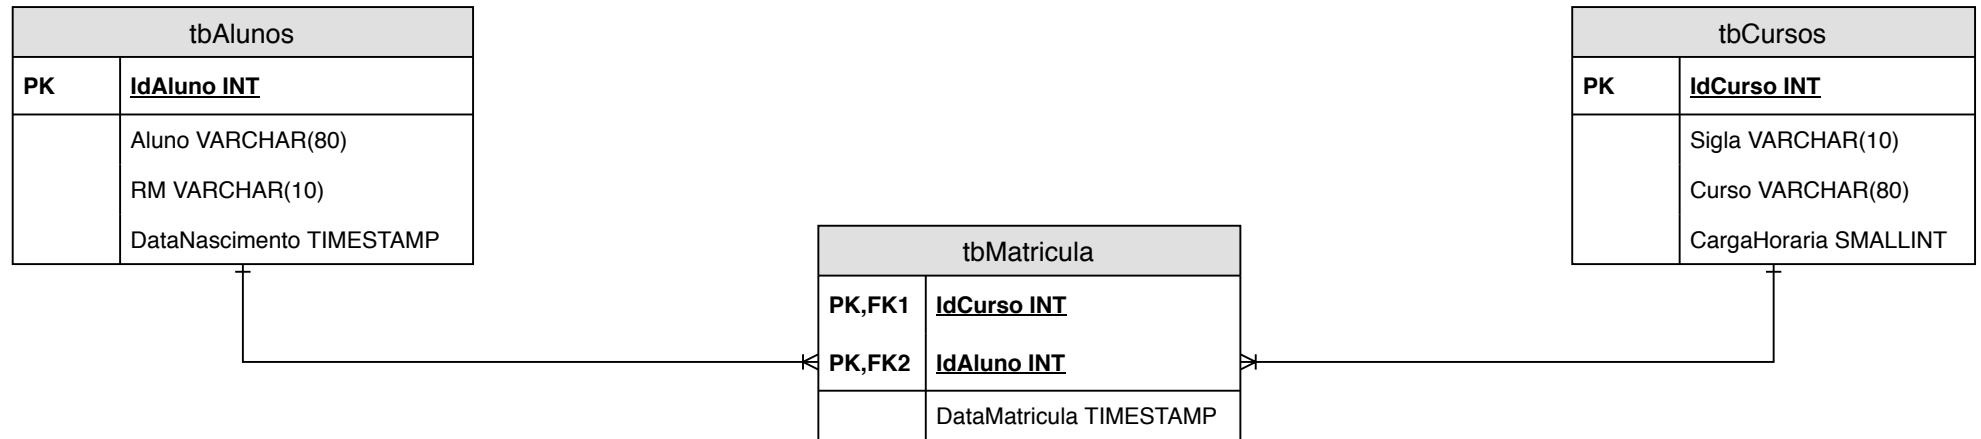 tbAlunos
PK IdAluno INT
Aluno VARCHAR(80)
RM VARCHAR(10)
DataNascimento TIMESTAMP
tbCursos
PK IdCurso INT
Sigla VARCHAR(10)
Curso VARCHAR(80)
CargaHoraria SMALLINT
tbMatricula
PK,FK1 IdCurso INT
PK,FK2 IdAluno INT
DataMatricula TIMESTAMP